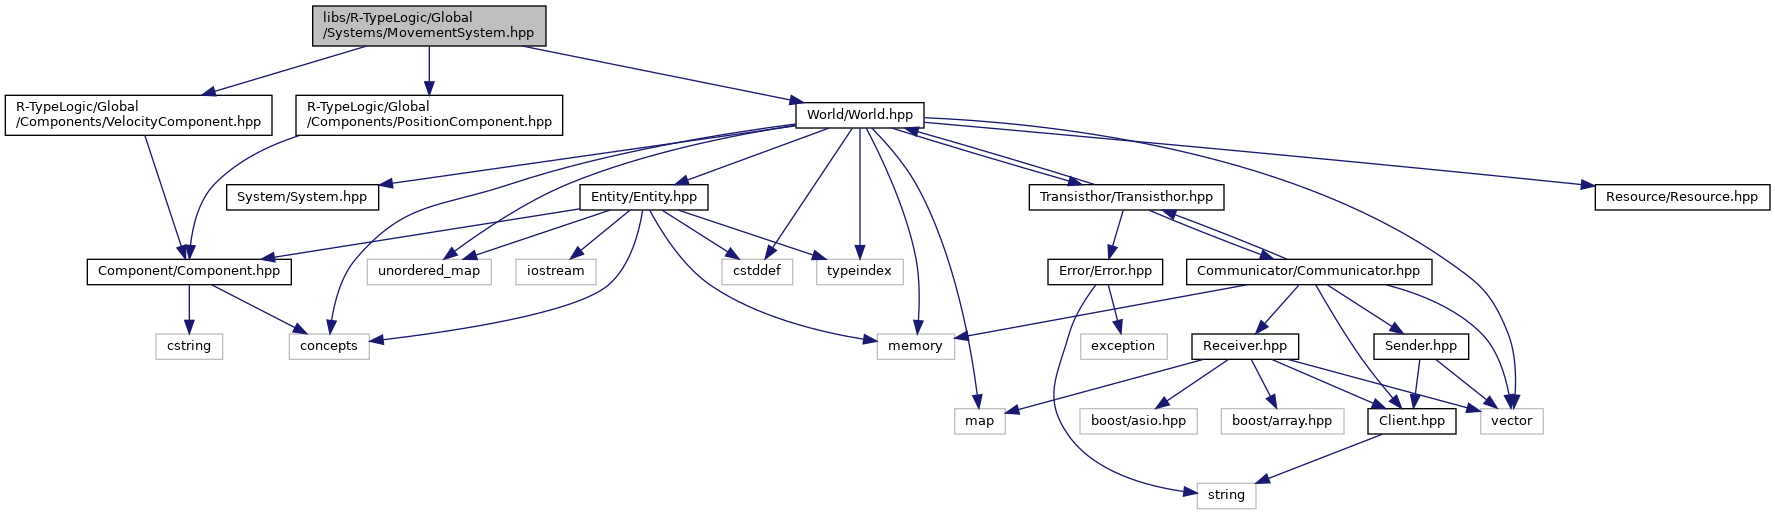 libs/R-TypeLogic/Global
/Systems/MovementSystem.hpp
R-TypeLogic/Global
/Components/VelocityComponent.hpp
R-TypeLogic/Global
/Components/PositionComponent.hpp
World/World.hpp
System/System.hpp
Entity/Entity.hpp
Transisthor/Transisthor.hpp
Resource/Resource.hpp
Component/Component.hpp
unordered_map
iostream
cstddef
typeindex
Error/Error.hpp
Communicator/Communicator.hpp
cstring
concepts
memory
exception
Receiver.hpp
Sender.hpp
map
boost/asio.hpp
boost/array.hpp
Client.hpp
vector
string